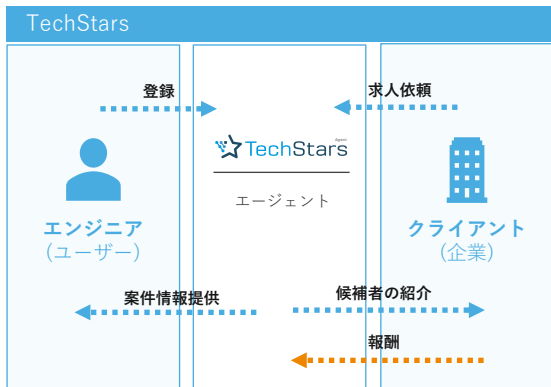 TechStars
登録
求人依頼
Agent
TechStars
エージェント
エンジニア
(ユーザー)
クライアント
(企業)
案件情報提供
候補者の紹介
報酬